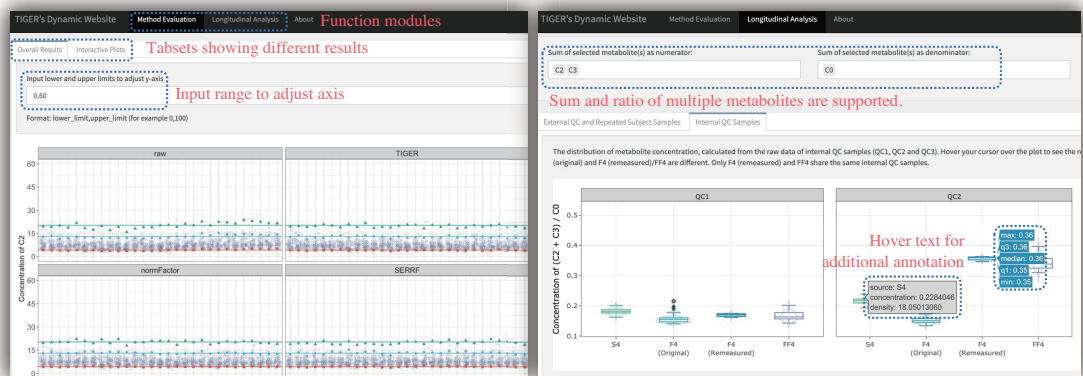 TIGER's Dynamic Website Method Evaluation Longitudinal Analysis About Function modules
Overall Results Interactive Plots Tabsets showing different results
Input lower and upper limits to adjust y-axis
0,60 Input range to adjust axis
Format: lower_limit,upper_limit (for example 0,100)
raw TIGER
60
45
30
15
0
Concentration of C2
normFactor SERRF
60
45
30
15
0
TIGER's Dynamic Website Method Evaluation Longitudinal Analysis About
Sum of selected metabolite(s) as numerator: Sum of selected metabolite(s) as denominator:
C2 C3 C0
Sum and ratio of multiple metabolites are supported.
External QC and Repeated Subject Samples Internal QC Samples
The distribution of metabolite concentration, calculated from the raw data of internal QC samples (QC1, QC2 and QC3). Hover your cursor over the plot to see the
(original) and F4 (remeasured)/FF4 are different. Only F4 (remeasured) and FF4 share the same internal QC samples.
QC1 QC2
0.5
0.4
0.3
0.2
0.1
Concentration of (C2 + C3) / C0
Hover text for
additional annotation
max: 0.36
q3: 0.36
median: 0.36
q1: 0.35
min: 0.35
source: S4
concentration: 0.2284046
density: 18.05013060
S4 F4 F4 FF4 S4 F4 F4 FF4
(Original) (Remeasured) (Original) (Remeasured)